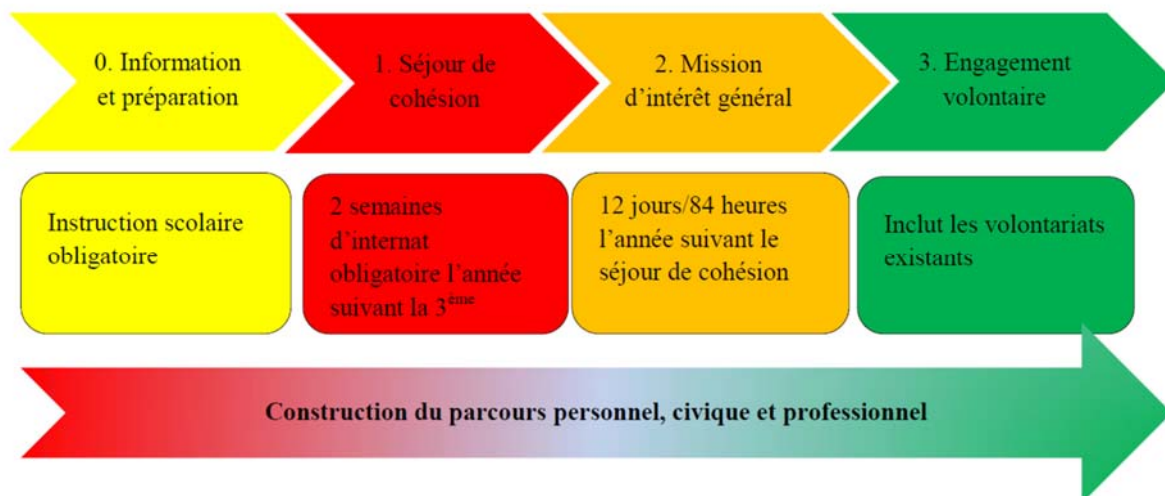 0. Information
et préparation
1. Séjour de
cohésion
2. Mission
d’intérêt général
3. Engagement
volontaire
Instruction scolaire
obligatoire
2 semaines
d’internat
obligatoire l’année
suivant la 3ème
12 jours/84 heures
l’année suivant le
séjour de cohésion
Inclut les volontariats
existants
Construction du parcours personnel, civique et professionnel